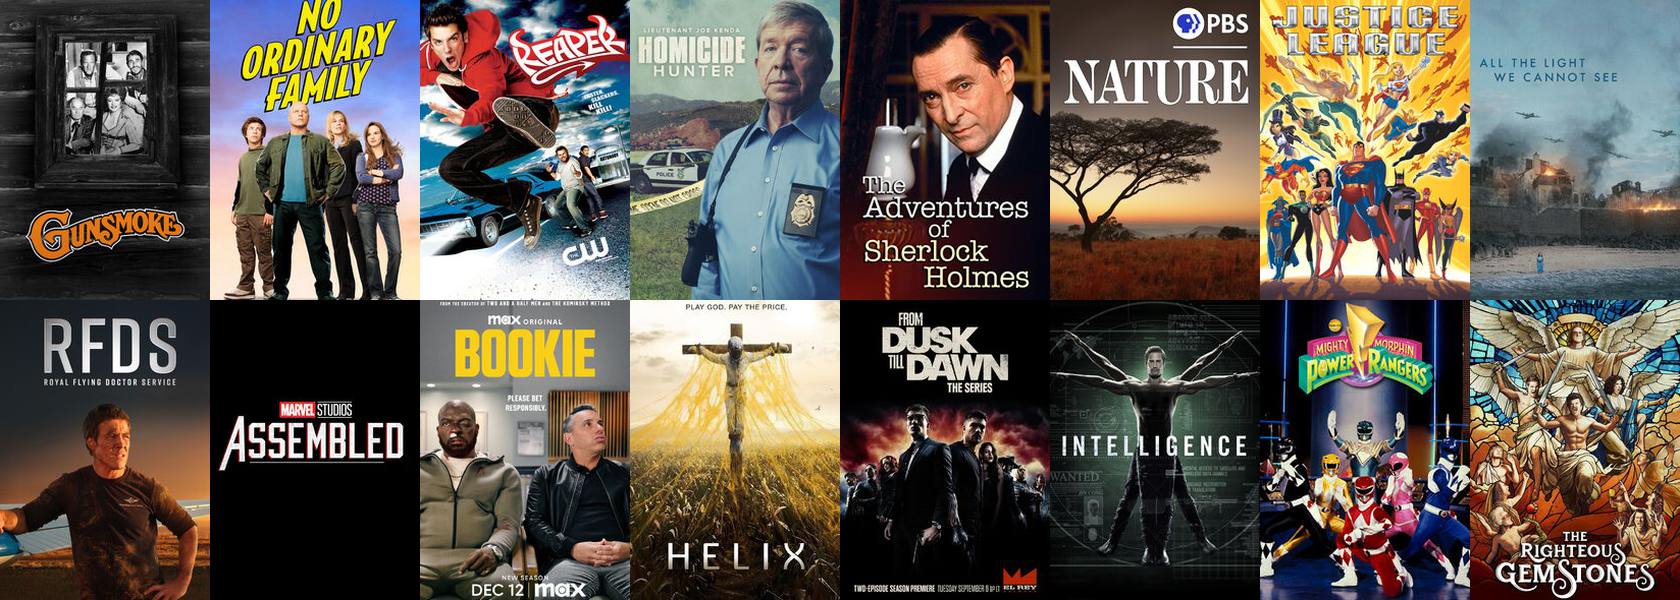 GUNSMOKE
NO
ORDINARY
FAMILY
REAPER
THE CW
LIEUTENANT JOE KENDA
HOMICIDE
HUNTER
POLICE
The
Adventures
of
Sherlock
Holmes
PBS
NATURE
JUSTICE
LEAGUE
ALL THE LIGHT
WE CANNOT SEE
RFDS
ROYAL FLYING DOCTOR SERVICE
MARVEL STUDIOS
ASSEMBLED
FROM THE CREATOR OF TWO AND A HALF MEN AND THE KOMINSKY METHOD
max ORIGINAL
BOOKIE
PLEASE BET
RESPONSIBLY.
NEW SEASON
DEC 12 max
PLAY GOD. PAY THE PRICE.
HELIX
FROM
DUSK
TILL DAWN
THE SERIES
TWO-EPISODE SEASON PREMIERE TUESDAY SEPTEMBER 6
EL REY
INTELLIGENCE
WANTED
MIGHTY MORPHIN
POWER RANGERS
THE
RIGHTEOUS
GEMSTONES